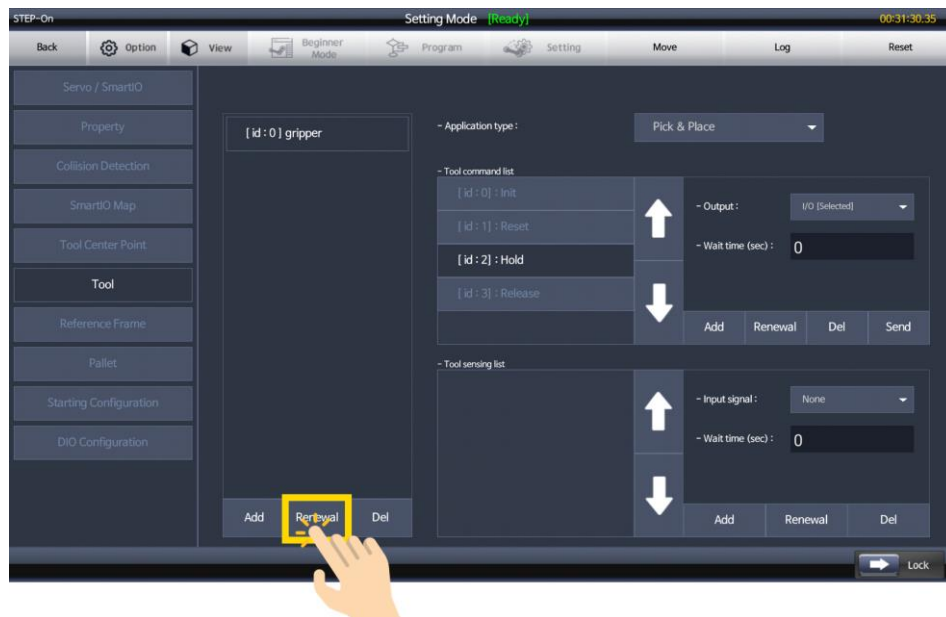 STEP-On Setting Mode [Ready] 00:31:30.35
Back Option View Beginner Mode Program Setting Move Log Reset
Servo / SmartIO
Property
Collision Detection
SmartIO Map
Tool Center Point
Tool
Reference Frame
Pallet
Starting Configuration
DIO Configuration
[ id : 0 ] gripper
Add Renewal Del
- Application type : Pick & Place
- Tool command list
[ id : 0] : Init
[ id : 1] : Reset
[ id : 2] : Hold
[ id : 3] : Release
- Output : I/O [Selected]
- Wait time (sec) : 0
Add Renewal Del Send
- Tool sensing list
- Input signal : None
- Wait time (sec) : 0
Add Renewal Del
Lock